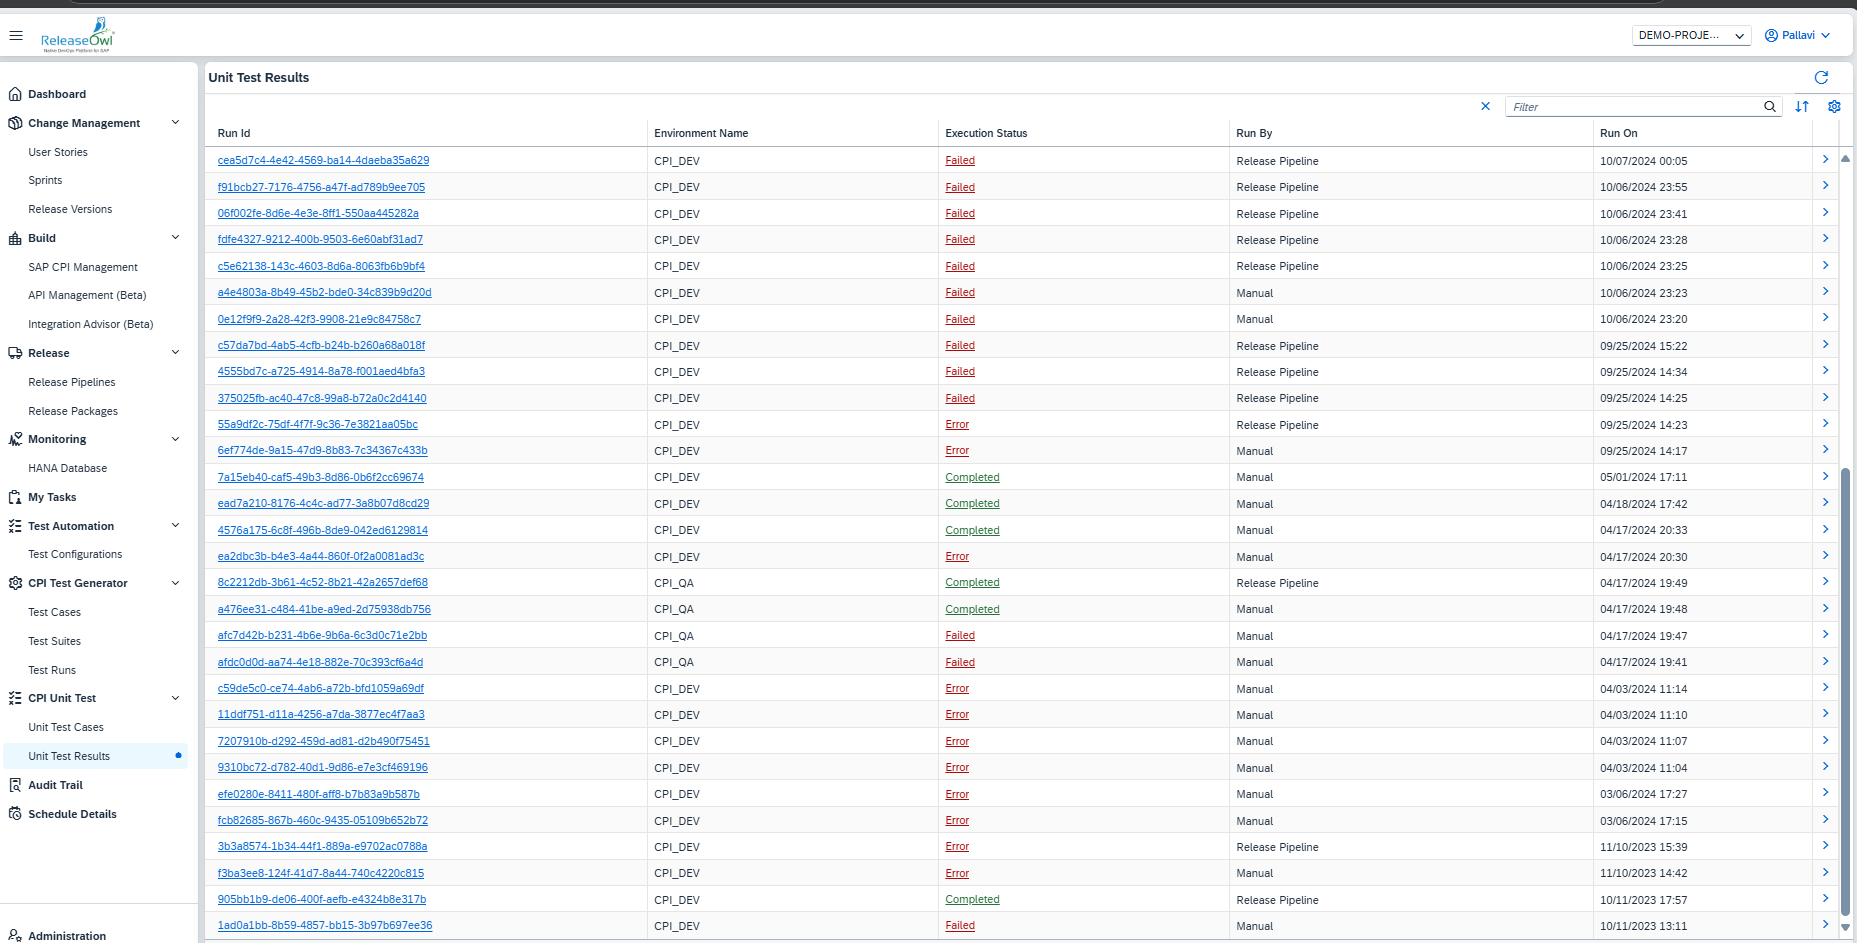 ReleaseOwl
Native DevOps Platform for SAP
DEMO-PROJE...
Pallavi
Dashboard
Change Management
User Stories
Sprints
Release Versions
Build
SAP CPI Management
API Management (Beta)
Integration Advisor (Beta)
Release
Release Pipelines
Release Packages
Monitoring
HANA Database
My Tasks
Test Automation
Test Configurations
CPI Test Generator
Test Cases
Test Suites
Test Runs
CPI Unit Test
Unit Test Cases
Unit Test Results
Audit Trail
Schedule Details
Administration
Unit Test Results
Filter
Run Id Environment Name Execution Status Run By Run On
cea5d7c4-4e42-4569-ba14-4daeba35a629 CPI_DEV Failed Release Pipeline 10/07/2024 00:05
f91bcb27-7176-4756-a47f-ad789b9ee705 CPI_DEV Failed Release Pipeline 10/06/2024 23:55
06f002fe-8d6e-4e3e-8ff1-550aa445282a CPI_DEV Failed Release Pipeline 10/06/2024 23:41
fdfe4327-9212-400b-9503-6e60abf31ad7 CPI_DEV Failed Release Pipeline 10/06/2024 23:28
c5e62138-143c-4603-8d6a-8063fb6b9bf4 CPI_DEV Failed Release Pipeline 10/06/2024 23:25
a4e4803a-8b49-45b2-bde0-34c839b9d20d CPI_DEV Failed Manual 10/06/2024 23:23
0e12f9f9-2a28-42f3-9908-21e9c84758c7 CPI_DEV Failed Manual 10/06/2024 23:20
c57da7bd-4ab5-4cfb-b24b-b260a68a018f CPI_DEV Failed Release Pipeline 09/25/2024 15:22
4555bd7c-a725-4914-8a78-f001aed4bfa3 CPI_DEV Failed Release Pipeline 09/25/2024 14:34
375025fb-ac40-47c8-99a8-b72a0c2d4140 CPI_DEV Failed Release Pipeline 09/25/2024 14:25
55a9df2c-75df-4f7f-9c36-7e3821aa05bc CPI_DEV Error Release Pipeline 09/25/2024 14:23
6ef774de-9a15-47d9-8b83-7c34367c433b CPI_DEV Error Manual 09/25/2024 14:17
7a15eb40-caf5-49b3-8d86-0b6f2cc69674 CPI_DEV Completed Manual 05/01/2024 17:11
ead7a210-8176-4c4c-ad77-3a8b07d8cd29 CPI_DEV Completed Manual 04/18/2024 17:42
4576a175-6c8f-496b-8de9-042ed6129814 CPI_DEV Completed Manual 04/17/2024 20:33
ea2dbc3b-b4e3-4a44-860f-0f2a0081ad3c CPI_DEV Error Manual 04/17/2024 20:30
8c2212db-3b61-4c52-8b21-42a2657def68 CPI_QA Completed Release Pipeline 04/17/2024 19:49
a476ee31-c484-41be-a9ed-2d75938db756 CPI_QA Completed Manual 04/17/2024 19:48
afc7d42b-b231-4b6e-9b6a-6c3d0c71e2bb CPI_QA Failed Manual 04/17/2024 19:47
afdc0d0d-aa74-4e18-882e-70c393cf6a4d CPI_QA Failed Manual 04/17/2024 19:41
c59de5c0-ce74-4ab6-a72b-bfd1059a69df CPI_DEV Error Manual 04/03/2024 11:14
11ddf751-d11a-4256-a7da-3877ec4f7aa3 CPI_DEV Error Manual 04/03/2024 11:10
7207910b-d292-459d-ad81-d2b490f75451 CPI_DEV Error Manual 04/03/2024 11:07
9310bc72-d782-40d1-9d86-e7e3cf469196 CPI_DEV Error Manual 04/03/2024 11:04
efe0280e-8411-480f-aff8-b7b83a9b587b CPI_DEV Error Manual 03/06/2024 17:27
fcb82685-867b-460c-9435-05109b652b72 CPI_DEV Error Manual 03/06/2024 17:15
3b3a8574-1b34-44f1-889a-e9702ac0788a CPI_DEV Error Release Pipeline 11/10/2023 15:39
f3ba3ee8-124f-41d7-8a44-740c4220c815 CPI_DEV Error Manual 11/10/2023 14:42
905bb1b9-de06-400f-aefb-e4324b8e317b CPI_DEV Completed Release Pipeline 10/11/2023 17:57
1ad0a1bb-8b59-4857-bb15-3b97b697ee36 CPI_DEV Failed Manual 10/11/2023 13:11